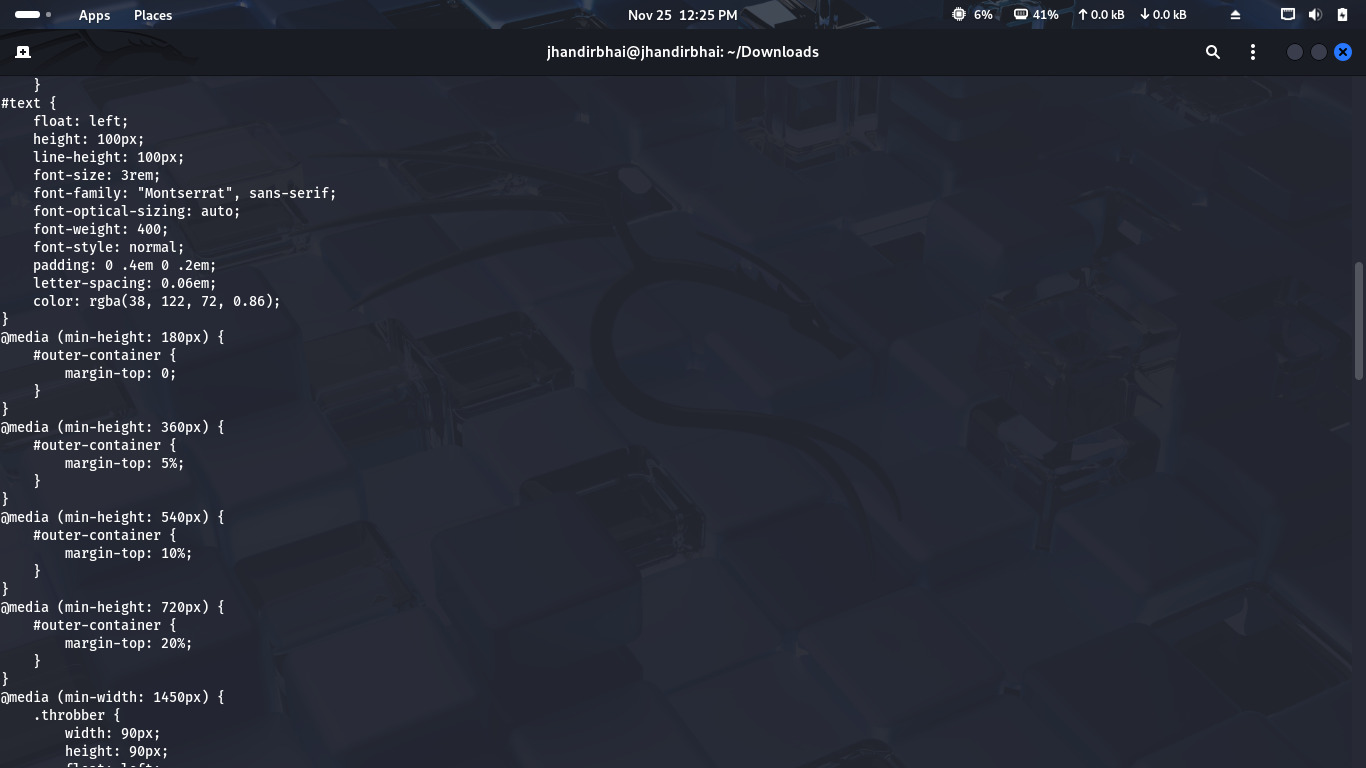 Apps Places Nov 25 12:25 PM 6% 41% 0.0 kB 0.0 kB
jhandirbhai@jhandirbhai: ~/Downloads
    }
#text {
    float: left;
    height: 100px;
    line-height: 100px;
    font-size: 3rem;
    font-family: "Montserrat", sans-serif;
    font-optical-sizing: auto;
    font-weight: 400;
    font-style: normal;
    padding: 0 .4em 0 .2em;
    letter-spacing: 0.06em;
    color: rgba(38, 122, 72, 0.86);
}
@media (min-height: 180px) {
    #outer-container {
        margin-top: 0;
    }
}
@media (min-height: 360px) {
    #outer-container {
        margin-top: 5%;
    }
}
@media (min-height: 540px) {
    #outer-container {
        margin-top: 10%;
    }
}
@media (min-height: 720px) {
    #outer-container {
        margin-top: 20%;
    }
}
@media (min-width: 1450px) {
    .throbber {
        width: 90px;
        height: 90px;
        float: left;